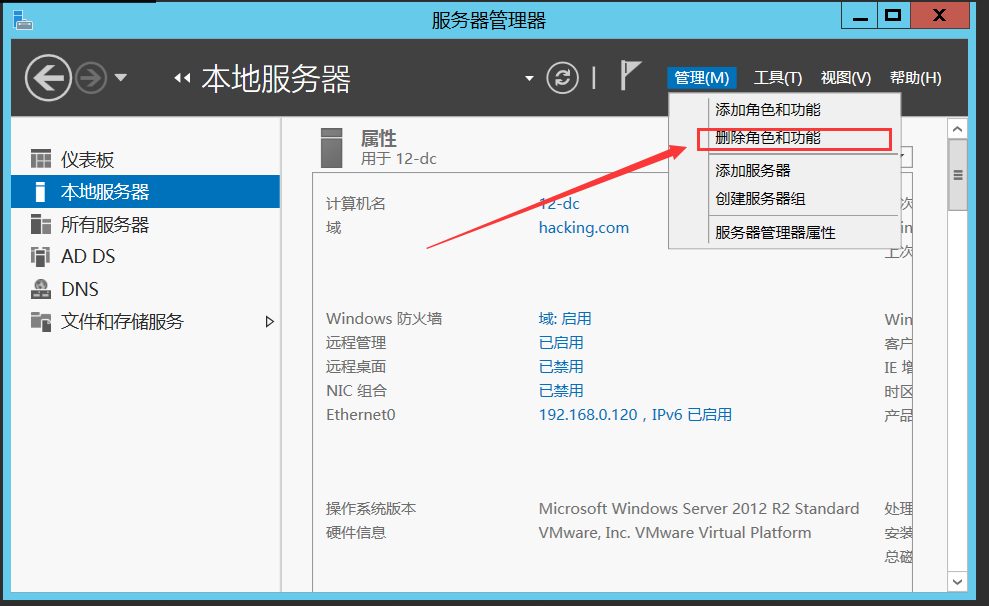 服务器管理器
本地服务器
管理(M) 工具(T) 视图(V) 帮助(H)
添加角色和功能
删除角色和功能
添加服务器
创建服务器组
服务器管理器属性
仪表板
本地服务器
所有服务器
AD DS
DNS
文件和存储服务
属性
用于 12-dc
计算机名 12-dc
域 hacking.com
上次
Windows 防火墙 域: 启用 Win
远程管理 已启用 客户
远程桌面 已禁用 IE 增
NIC 组合 已禁用 时区
Ethernet0 192.168.0.120，IPv6 已启用 产品
操作系统版本 Microsoft Windows Server 2012 R2 Standard 处理
硬件信息 VMware, Inc. VMware Virtual Platform 安装
总磁